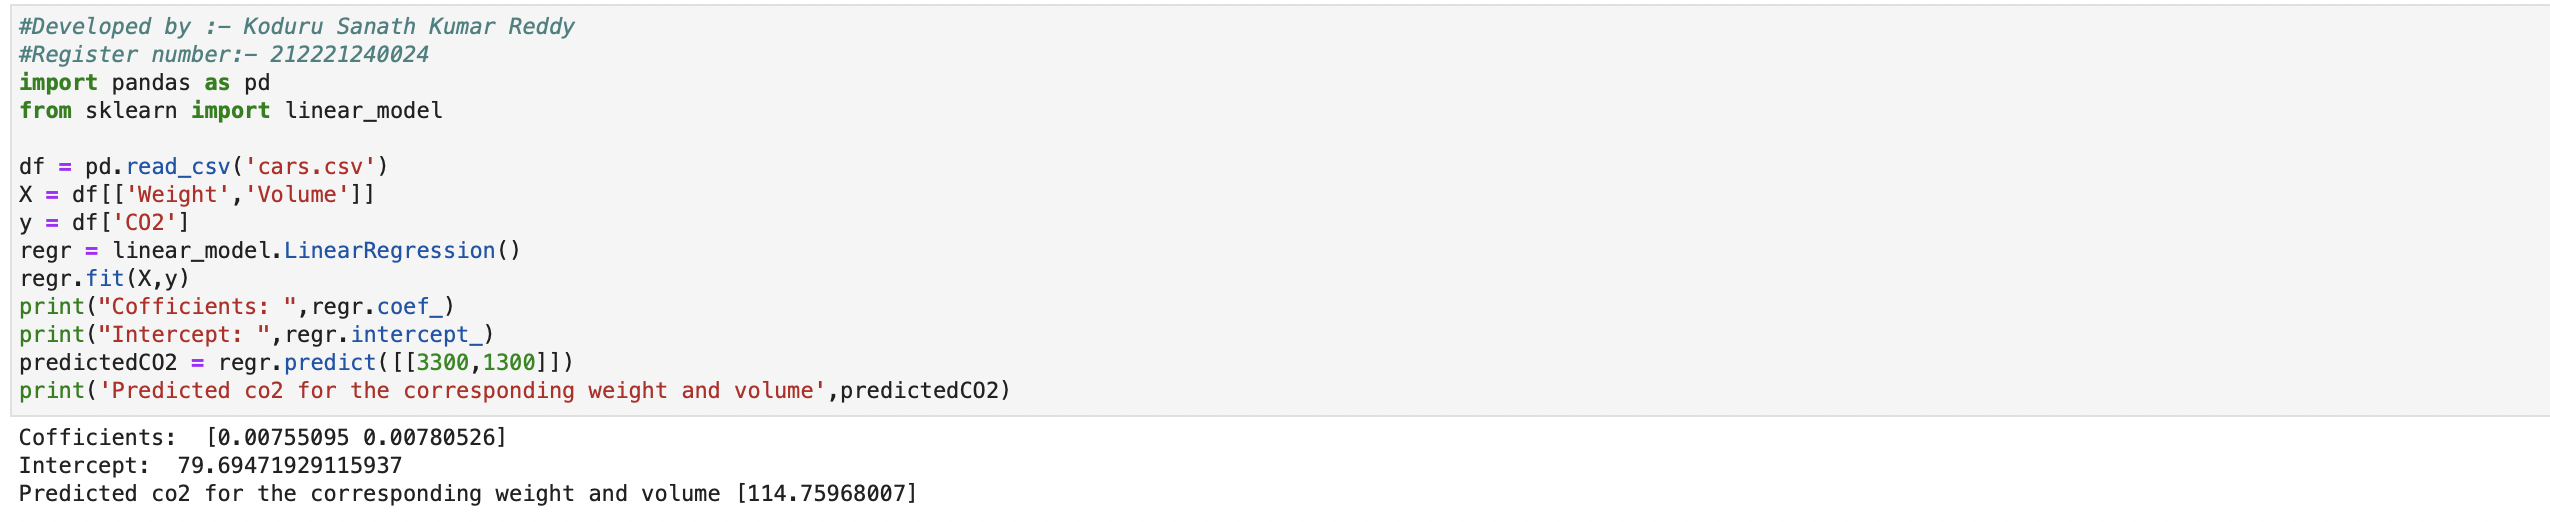 #Developed by :- Koduru Sanath Kumar Reddy
#Register number:- 212221240024
import pandas as pd
from sklearn import linear_model
df = pd.read_csv('cars.csv')
X = df[['Weight','Volume']]
y = df['CO2']
regr = linear_model.LinearRegression()
regr.fit(X,y)
print("Cofficients: ",regr.coef_)
print("Intercept: ",regr.intercept_)
predictedCO2 = regr.predict([[3300,1300]])
print('Predicted co2 for the corresponding weight and volume',predictedCO2)
Cofficients:  [0.00755095 0.00780526]
Intercept:  79.69471929115937
Predicted co2 for the corresponding weight and volume [114.75968007]